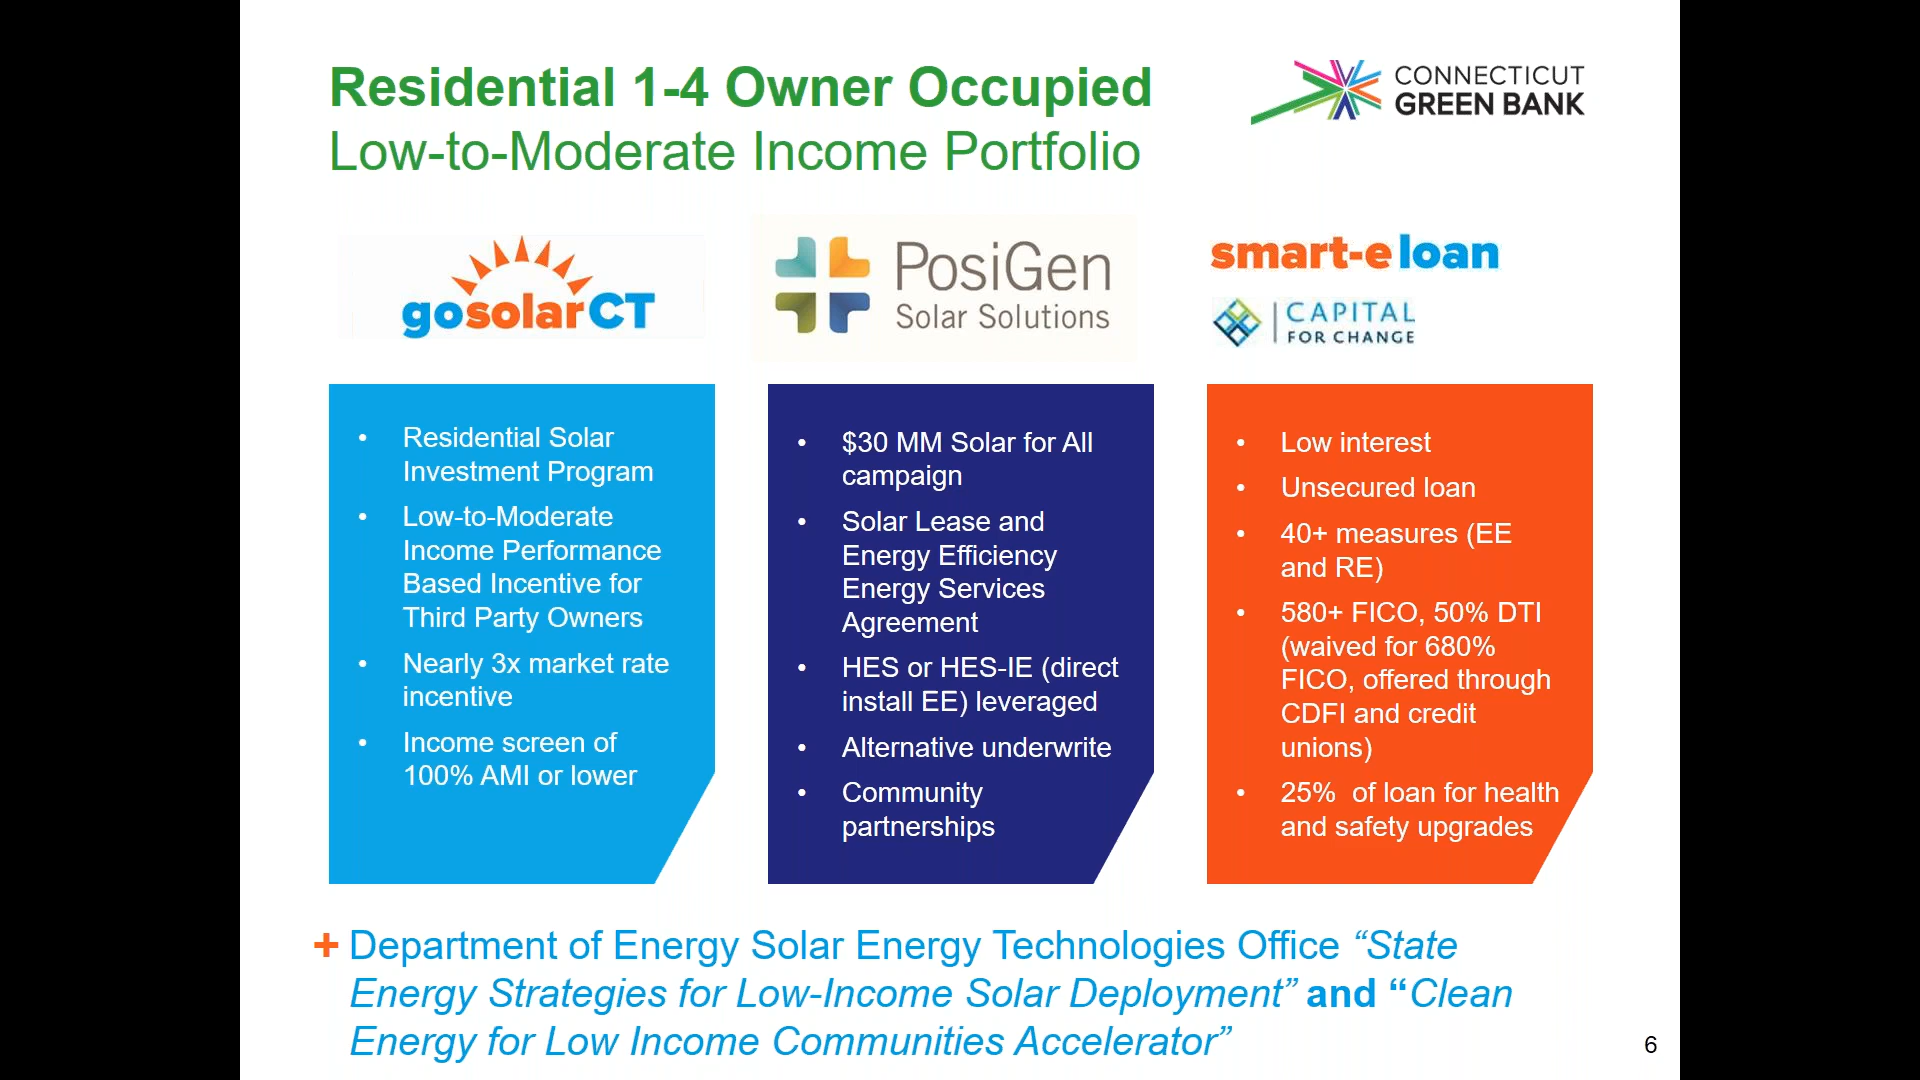 Residential 1-4 Owner Occupied
Low-to-Moderate Income Portfolio
CONNECTICUT
GREEN BANK
gosolarCT
PosiGen
Solar Solutions
smart-e loan
CAPITAL
FOR CHANGE
• Residential Solar
Investment Program
• Low-to-Moderate
Income Performance
Based Incentive for
Third Party Owners
• Nearly 3x market rate
incentive
• Income screen of
100% AMI or lower
• $30 MM Solar for All
campaign
• Solar Lease and
Energy Efficiency
Energy Services
Agreement
• HES or HES-IE (direct
install EE) leveraged
• Alternative underwrite
• Community
partnerships
• Low interest
• Unsecured loan
• 40+ measures (EE
and RE)
• 580+ FICO, 50% DTI
(waived for 680%
FICO, offered through
CDFI and credit
unions)
• 25%  of loan for health
and safety upgrades
+ Department of Energy Solar Energy Technologies Office “State
Energy Strategies for Low-Income Solar Deployment” and “Clean
Energy for Low Income Communities Accelerator”
6